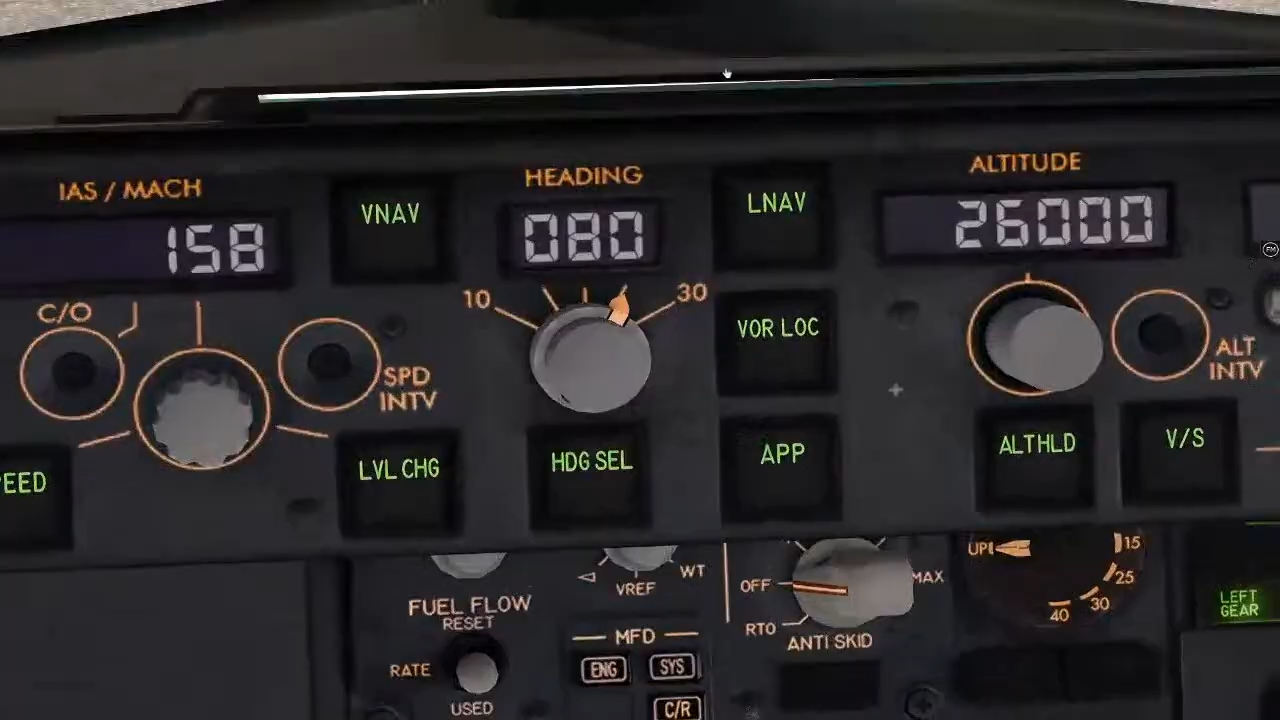 IAS / MACH
158
VNAV
HEADING
080
LNAV
ALTITUDE
26000
C/O
SPD
INTV
10
30
VOR LOC
ALT
INTV
LVL CHG
HDG SEL
APP
ALT HLD
V/S
FUEL FLOW
RESET
RATE
USED
VREF
WT
MFD
ENG
SYS
C/R
OFF
RTO
MAX
ANTI SKID
UP
15
25
30
40
LEFT
GEAR